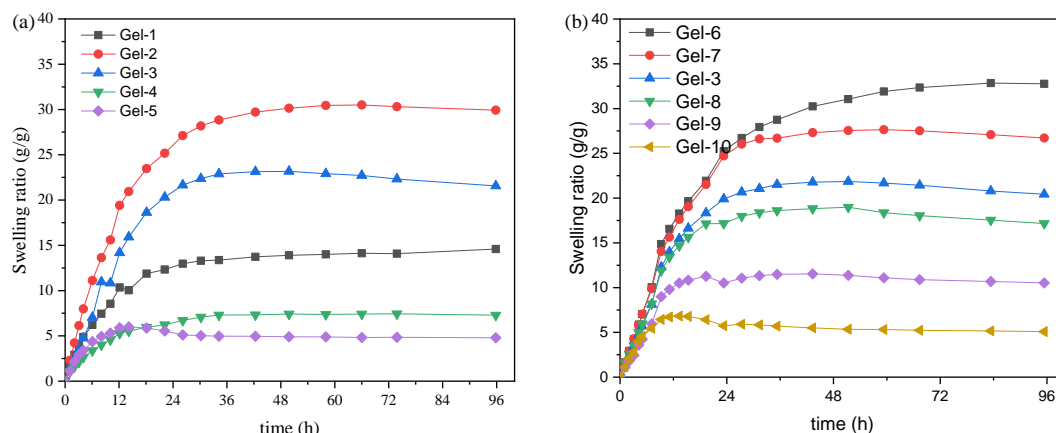 (a)
Gel-1
Gel-2
Gel-3
Gel-4
Gel-5
Swelling ratio (g/g)
40
35
30
25
20
15
10
5
0
0 12 24 36 48 60 72 84 96
time (h)
(b)
Gel-6
Gel-7
Gel-3
Gel-8
Gel-9
Gel-10
Swelling ratio (g/g)
40
35
30
25
20
15
10
5
0
0 24 48 72 96
time (h)